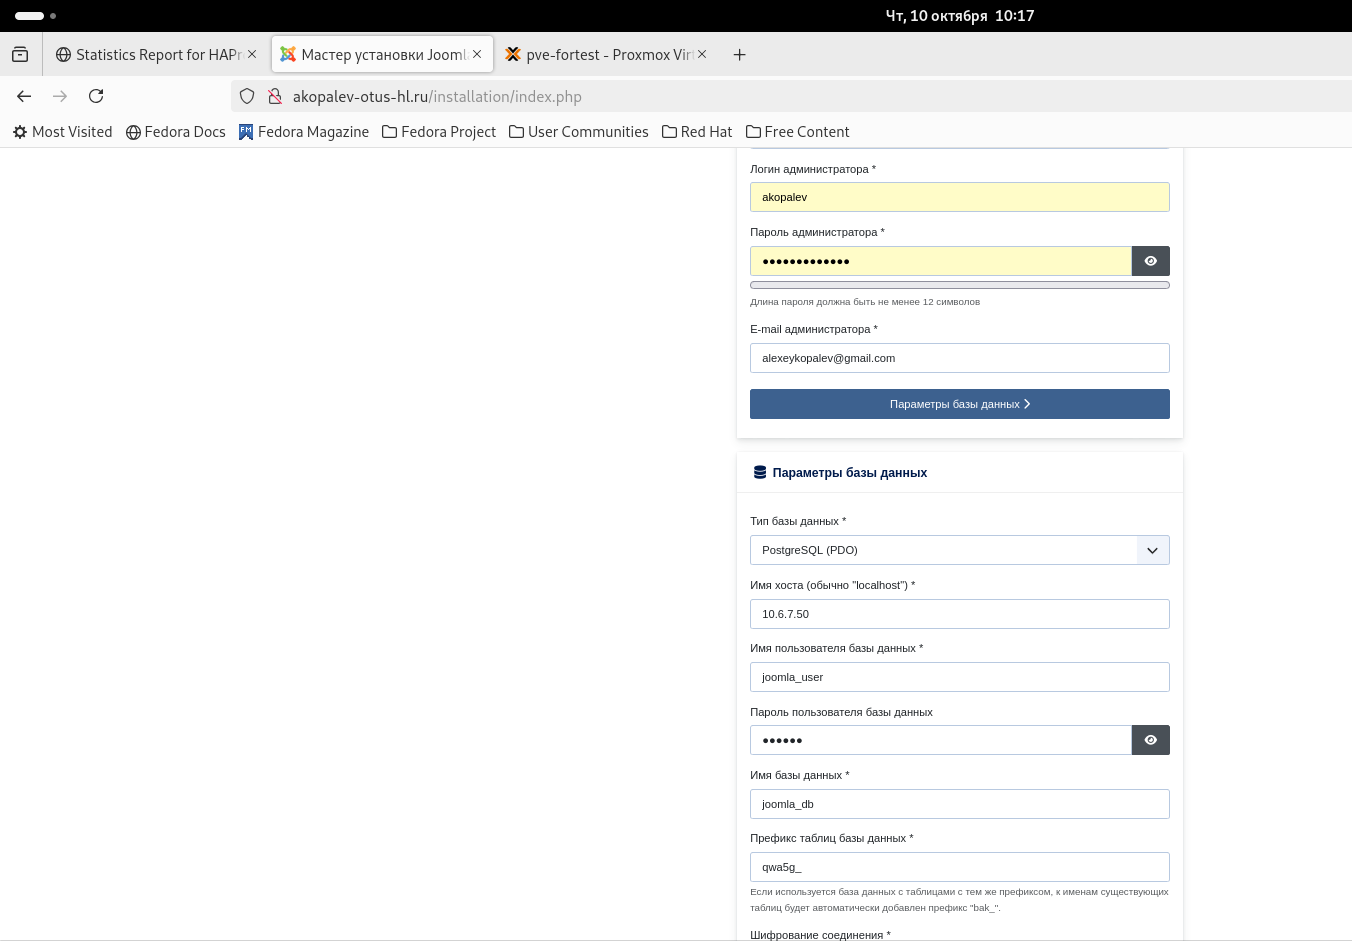 Чт, 10 октября 10:17
Statistics Report for HAPr
Мастер установки Jooml
pve-fortest - Proxmox Virt
akopalev-otus-hl.ru/installation/index.php
Most Visited
Fedora Docs
Fedora Magazine
Fedora Project
User Communities
Red Hat
Free Content
Логин администратора *
akopalev
Пароль администратора *
●●●●●●●●●●●●●
Длина пароля должна быть не менее 12 символов
E-mail администратора *
alexeykopalev@gmail.com
Параметры базы данных
Параметры базы данных
Тип базы данных *
PostgreSQL (PDO)
Имя хоста (обычно "localhost") *
10.6.7.50
Имя пользователя базы данных *
joomla_user
Пароль пользователя базы данных
●●●●●●
Имя базы данных *
joomla_db
Префикс таблиц базы данных *
qwa5g_
Если используется база данных с таблицами с тем же префиксом, к именам существующих
таблиц будет автоматически добавлен префикс "bak_".
Шифрование соединения *